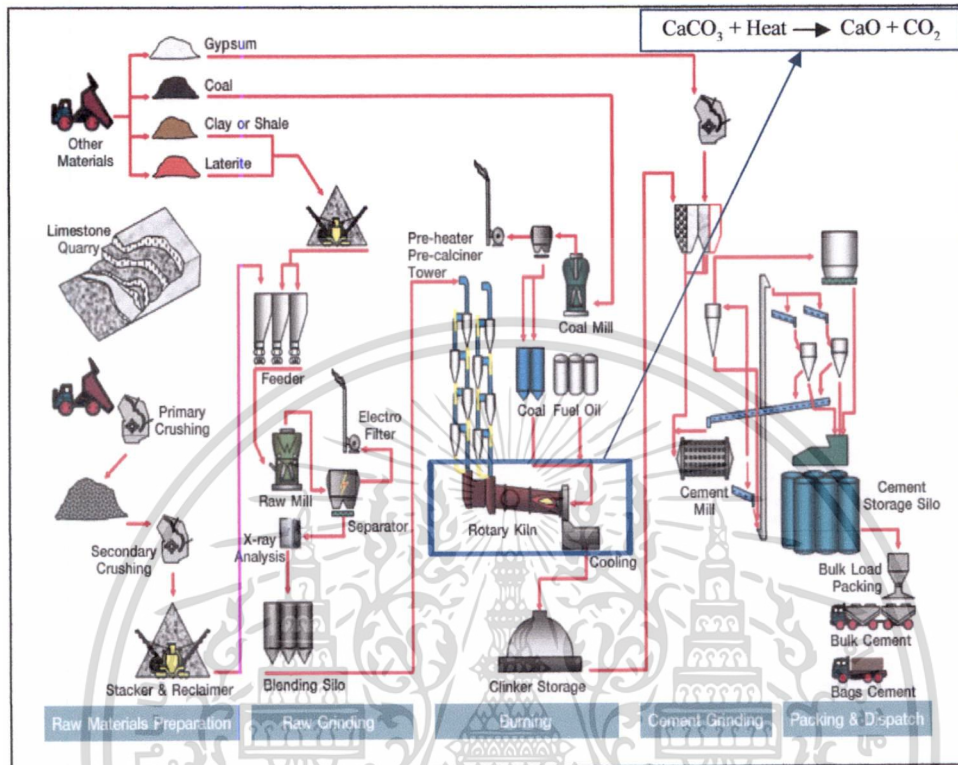 CaCO₃ + Heat → CaO + CO₂
Gypsum
Coal
Other
Materials
Clay or Shale
Laterite
Limestone
Quarry
Pre-heater
Pre-calciner
Tower
Coal Mill
Feeder
Coal
Fuel Oil
Primary
Crushing
Electro
Filter
Raw Mill
Separator
Rotary Kiln
Cement
Mill
Cement
Storage Silo
X-ray
Analysis
Cooling
Secondary
Crushing
Bulk Load
Packing
Bulk Cement
Stacker & Reclaimer
Blending Silo
Clinker Storage
Bags Cement
Raw Materials Preparation
Raw Grinding
Burning
Cement Grinding
Packing & Dispatch